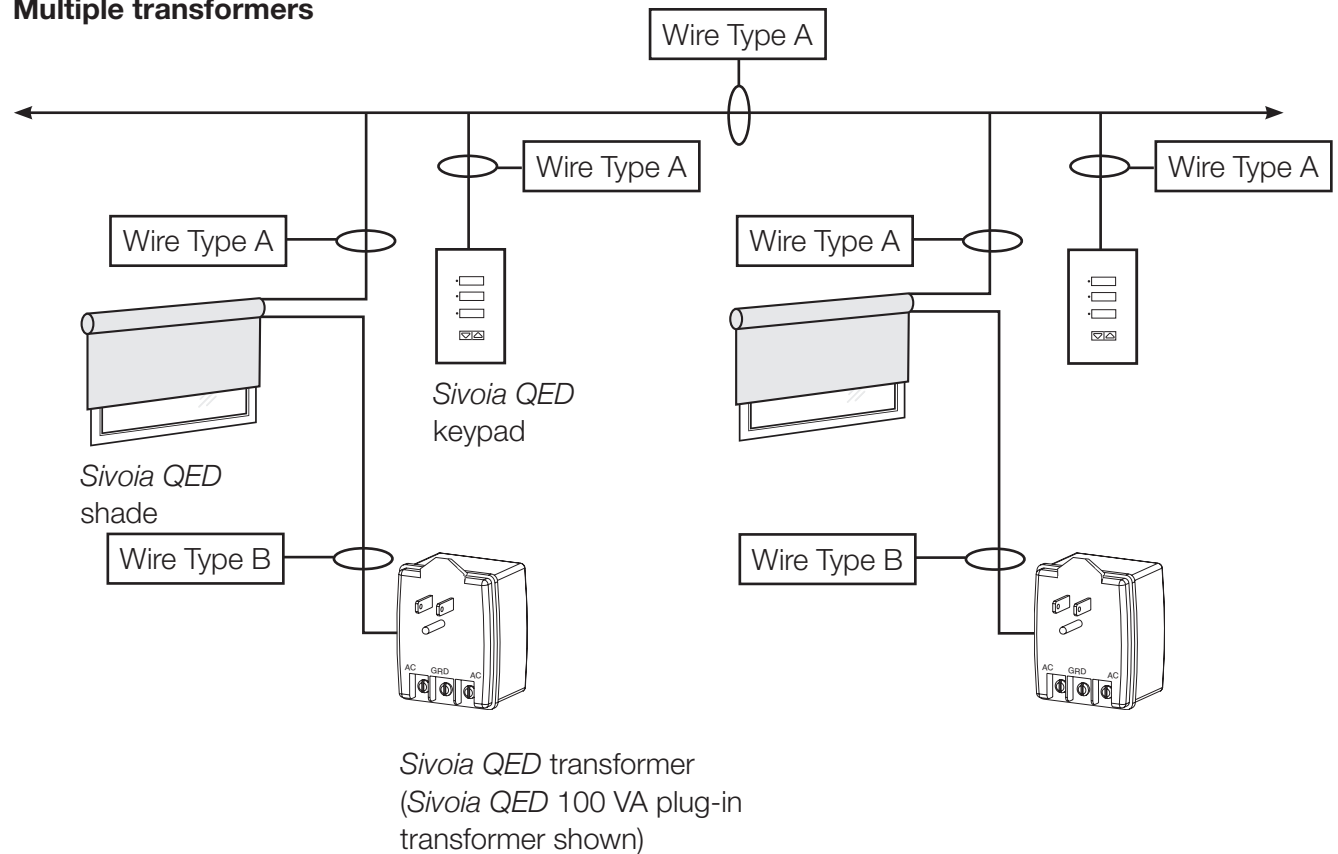 Multiple transformers
Wire Type A
Wire Type A
Wire Type A
Wire Type A
Wire Type A
Sivoia QED
keypad
Sivoia QED
shade
Wire Type B
Wire Type B
AC GRD AC
AC GRD AC
Sivoia QED transformer
(Sivoia QED 100 VA plug-in
transformer shown)